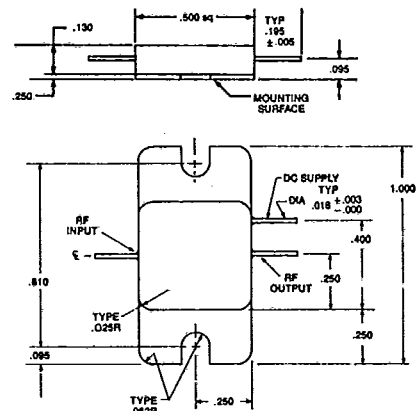 .500 sq
TYP
.195
±.005
.130
.095
.250
MOUNTING
SURFACE
DC SUPPLY
TYP
DIA .018 +.003
-.000
1.000
RF
INPUT
.400
.250
RF
OUTPUT
.810
TYPE
.025R
.250
.095
.250
TYPE